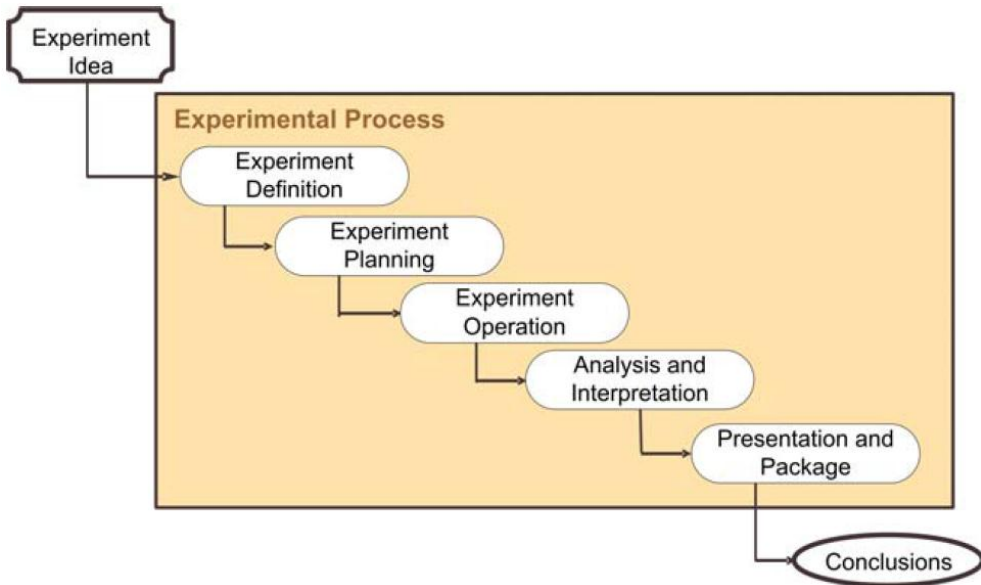 Experiment
Idea
Experimental Process
Experiment
Definition
Experiment
Planning
Experiment
Operation
Analysis and
Interpretation
Presentation and
Package
Conclusions